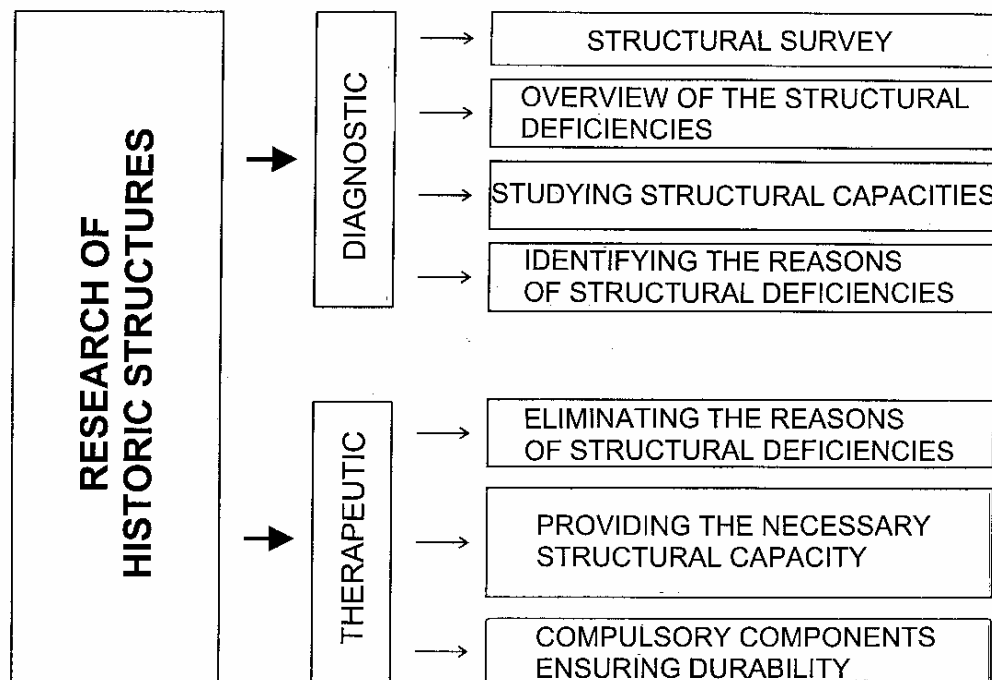 RESEARCH OF
HISTORIC STRUCTURES
DIAGNOSTIC
STRUCTURAL SURVEY
OVERVIEW OF THE STRUCTURAL
DEFICIENCIES
STUDYING STRUCTURAL CAPACITIES
IDENTIFYING THE REASONS
OF STRUCTURAL DEFICIENCIES
THERAPEUTIC
ELIMINATING THE REASONS
OF STRUCTURAL DEFICIENCIES
PROVIDING THE NECESSARY
STRUCTURAL CAPACITY
COMPULSORY COMPONENTS
ENSURING DURABILITY